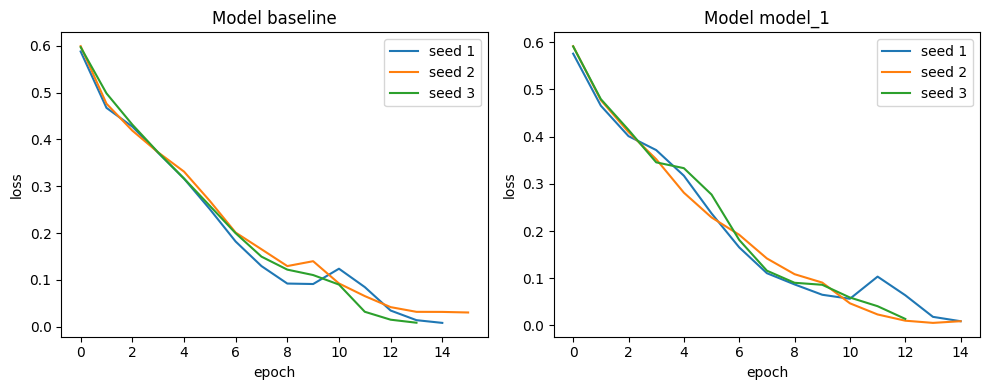 Model baseline
0.6
0.5
0.4
0.3
0.2
0.1
0.0
loss
seed 1
seed 2
seed 3
0 2 4 6 8 10 12 14
epoch
Model model_1
0.6
0.5
0.4
0.3
0.2
0.1
0.0
loss
seed 1
seed 2
seed 3
0 2 4 6 8 10 12 14
epoch